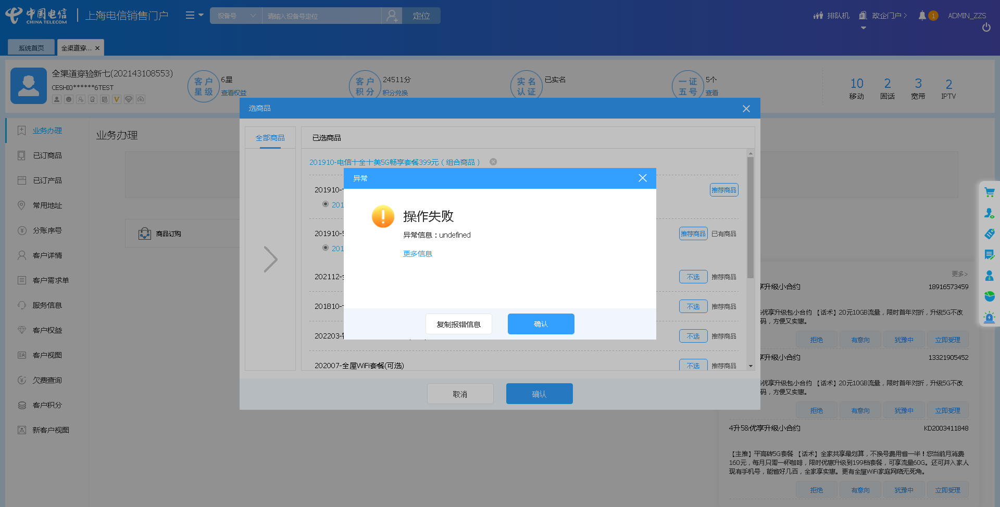 中国电信
CHINA TELECOM
上海电信销售门户
设备号
请输入设备号定位
定位
排队机
政企门户
1
ADMIN_ZZS
系统首页
全渠道穿...
全渠道穿验新七(202143108553)
CESHI0******6TEST
客户星级
6星
查看权益
客户积分
24511分
积分兑换
实名认证
已实名
一证五号
5个
查看
10
移动
2
固话
3
宽带
2
IPTV
业务办理
已订商品
已订产品
常用地址
分账序号
客户详情
客户需求单
服务信息
客户权益
客户视图
欠费查询
客户积分
新客户视图
业务办理
商品订购
选商品
全部商品
已选商品
201910-电信十全十美5G畅享套餐399元（组合商品）
201910-
推荐商品
201
201910-
推荐商品
已有商品
201
202112-
不选
推荐商品
201810-
不选
推荐商品
202203-
不选
推荐商品
202007-全屋WiFi套餐(可选)
不选
推荐商品
取消
确认
异常
操作失败
异常信息：undefined
更多信息
复制报错信息
确认
更多>
享升级小合约
18916573459
优享升级包小合约 【话术】20元10GB流量，限时首年对折，升级5G不改
码，方便又实惠。
拒绝
有意向
犹豫中
立即受理
享升级小合约
13321905452
优享升级包小合约 【话术】20元10GB流量，限时首年对折，升级5G不改
码，方便又实惠。
拒绝
有意向
犹豫中
立即受理
4升5&优享升级小合约
KD2003411848
【主推】平高转5G套餐 【话术】全家共享最划算，不换号费用省一半！您当前月消费
160元，每月只需一杯咖啡，限时优惠升级到199档套餐，可享流量60G。还可并入家人
现有手机号，能省好几百，全家享实惠。更有全屋WiFi家庭网络无死角。
拒绝
有意向
犹豫中
立即受理